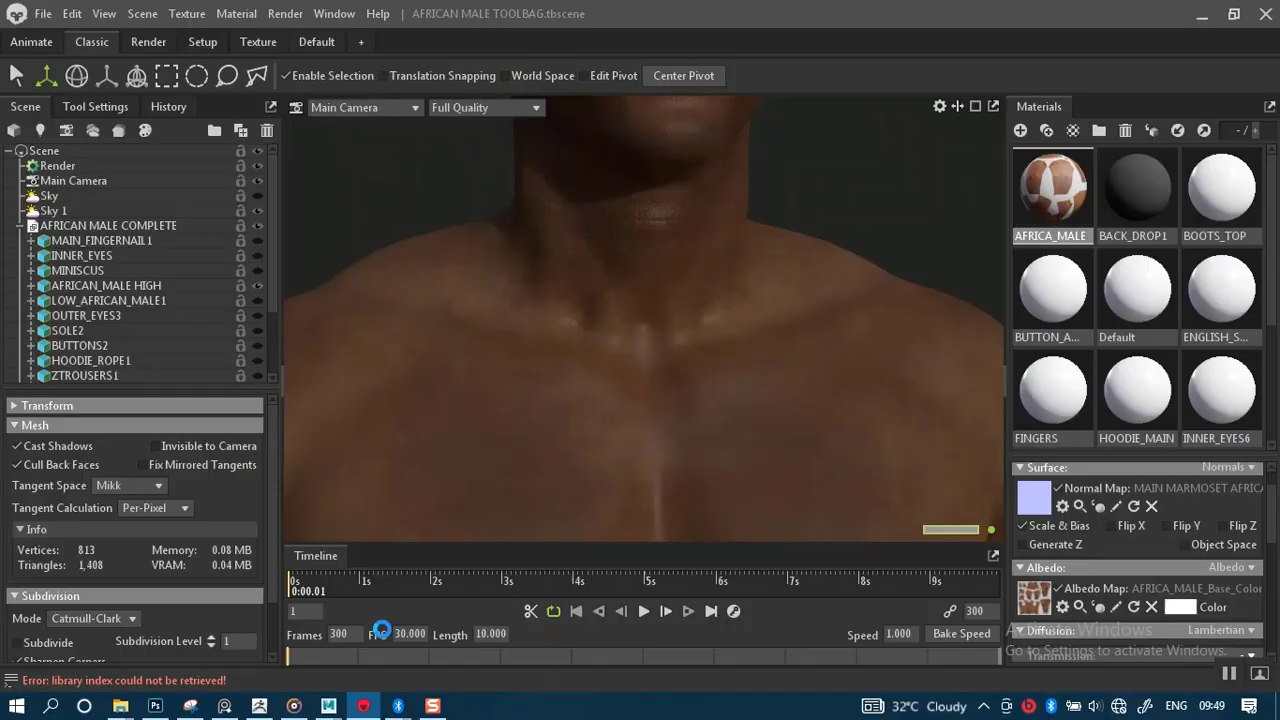 File Edit View Scene Texture Material Render Window Help | AFRICAN MALE TOOLBAG.tbscene
Animate Classic Render Setup Texture Default +
Enable Selection Translation Snapping World Space Edit Pivot Center Pivot
Scene Tool Settings History
Main Camera Full Quality
Materials
- / +
Scene
Render
Main Camera
Sky
Sky 1
AFRICAN MALE COMPLETE
MAIN_FINGERNAIL1
INNER_EYES
MINISCUS
AFRICAN_MALE HIGH
LOW_AFRICAN_MALE1
OUTER_EYES3
SOLE2
BUTTONS2
HOODIE_ROPE1
ZTROUSERS1
AFRICA_MALE BACK_DROP1 BOOTS_TOP
BUTTON_A... Default ENGLISH_S...
FINGERS HOODIE_MAIN INNER_EYES6
Transform
Mesh
Cast Shadows Invisible to Camera
Cull Back Faces Fix Mirrored Tangents
Tangent Space Mikk
Tangent Calculation Per-Pixel
Info
Vertices: 813 Memory: 0.08 MB
Triangles: 1,408 VRAM: 0.04 MB
Subdivision
Mode Catmull-Clark
Subdivide Subdivision Level 1
Sharpen Corners
Surface: Normals
Normal Map: MAIN MARMOSET AFRIC
Scale & Bias Flip X Flip Y Flip Z
Generate Z Object Space
Albedo: Albedo
Albedo Map: AFRICA_MALE_Base_Color
Color
Diffusion: Lambertian
Transmission:
Timeline
0s 1s 2s 3s 4s 5s 6s 7s 8s 9s
0:00.01
1 300
Frames 300 30.000 Length 10.000 Speed 1.000 Bake Speed
Activate Windows
Go to Settings to activate Windows.
Error: library index could not be retrieved!
32°C Cloudy ENG 09:49